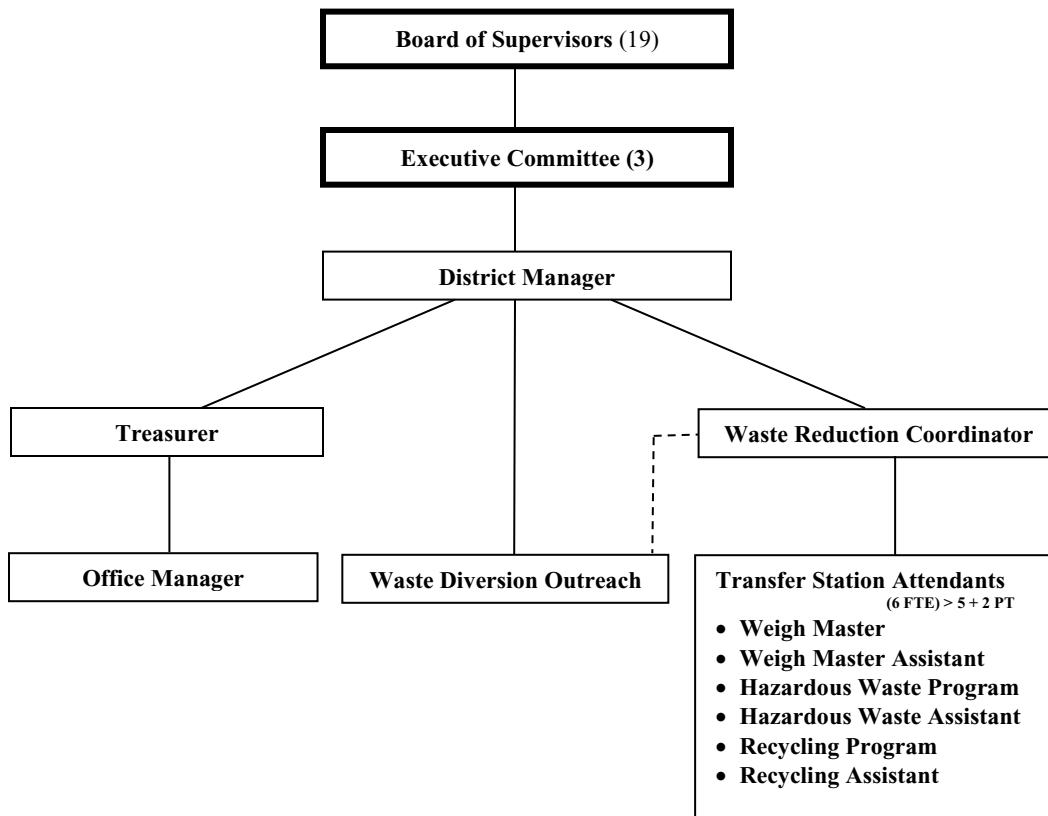 Board of Supervisors (19)
Executive Committee (3)
District Manager
Treasurer
Waste Reduction Coordinator
Office Manager
Waste Diversion Outreach
Transfer Station Attendants
(6 FTE) > 5 + 2 PT
• Weigh Master
• Weigh Master Assistant
• Hazardous Waste Program
• Hazardous Waste Assistant
• Recycling Program
• Recycling Assistant